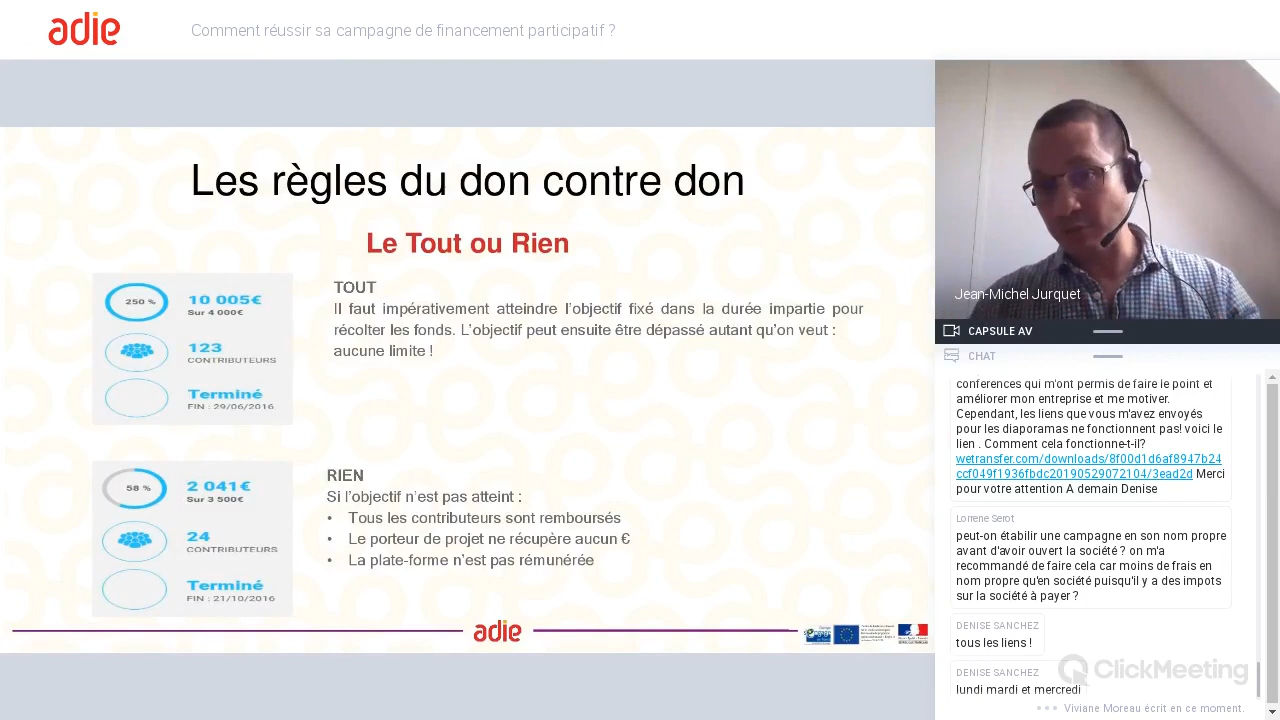 adie
Comment réussir sa campagne de financement participatif ?
Les règles du don contre don
Le Tout ou Rien
250 %
10 005€
Sur 4 000€
123
CONTRIBUTEURS
Terminé
FIN : 29/06/2016
TOUT
Il faut impérativement atteindre l'objectif fixé dans la durée impartie pour
récolter les fonds. L'objectif peut ensuite être dépassé autant qu'on veut :
aucune limite !
58 %
2 041€
Sur 3 500€
24
CONTRIBUTEURS
Terminé
FIN : 21/10/2016
RIEN
Si l'objectif n'est pas atteint :
• Tous les contributeurs sont remboursés
• Le porteur de projet ne récupère aucun €
• La plate-forme n'est pas rémunérée
adie
Jean-Michel Jurquet
CAPSULE AV
CHAT
conférences qui m'ont permis de faire le point et
améliorer mon entreprise et me motiver.
Cependant, les liens que vous m'avez envoyés
pour les diaporamas ne fonctionnent pas! voici le
lien . Comment cela fonctionne-t-il?
wetransfer.com/downloads/8f00d1d6af8947b24
ccf049f1936fbdc20190529072104/3ead2d Merci
pour votre attention A demain Denise
Lorrene Serot
peut-on établir une campagne en son nom propre
avant d'avoir ouvert la société ? on m'a
recommandé de faire cela car moins de frais en
nom propre qu'en société puisqu'il y a des impots
sur la société à payer ?
DENISE SANCHEZ
tous les liens !
DENISE SANCHEZ
lundi mardi et mercredi
ClickMeeting
Viviane Moreau écrit en ce moment.